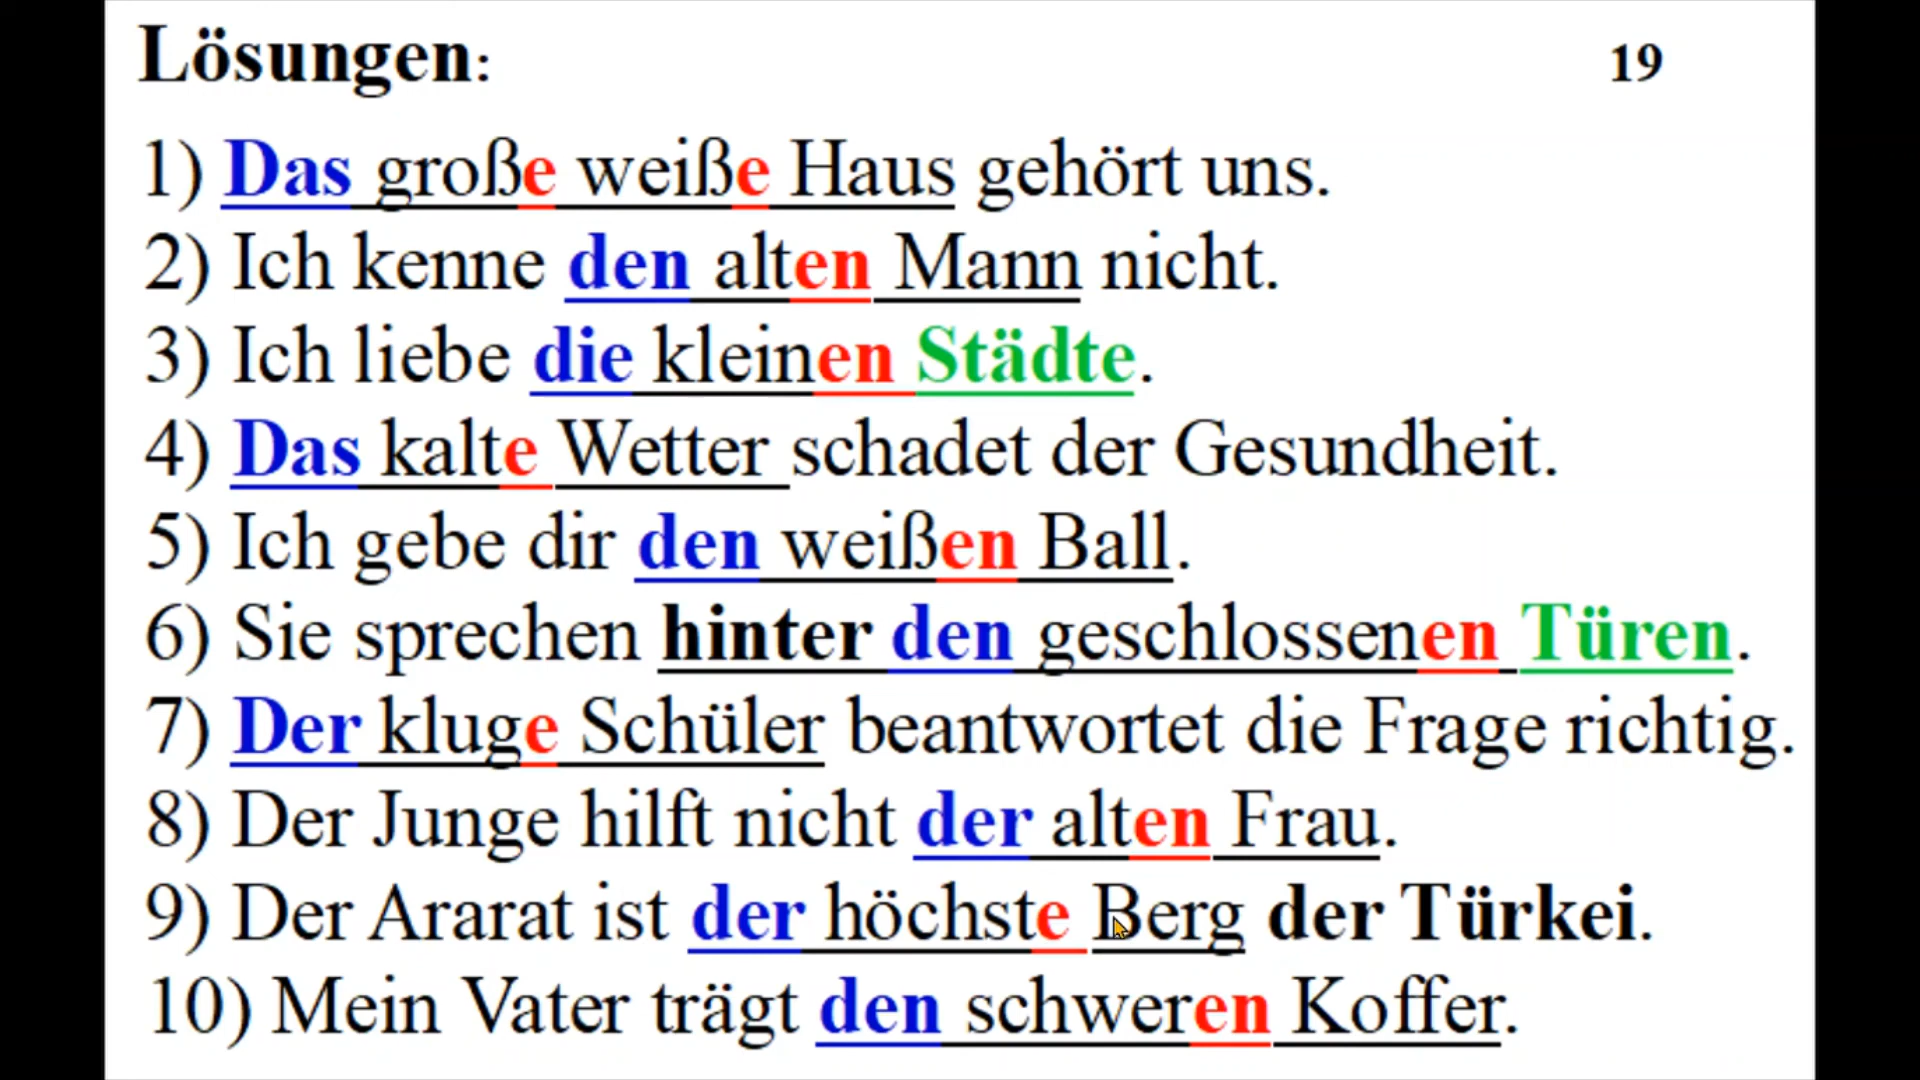 Lösungen:
19
1) Das große weiße Haus gehört uns.
2) Ich kenne den alten Mann nicht.
3) Ich liebe die kleinen Städte.
4) Das kalte Wetter schadet der Gesundheit.
5) Ich gebe dir den weißen Ball.
6) Sie sprechen hinter den geschlossenen Türen.
7) Der kluge Schüler beantwortet die Frage richtig.
8) Der Junge hilft nicht der alten Frau.
9) Der Ararat ist der höchste Berg der Türkei.
10) Mein Vater trägt den schweren Koffer.